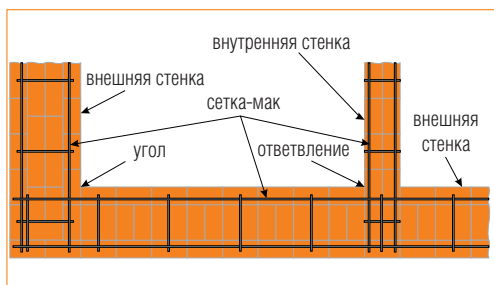 внутренняя стенка
внешняя стенка
сетка-мак
внешняя
стенка
угол
ответвление